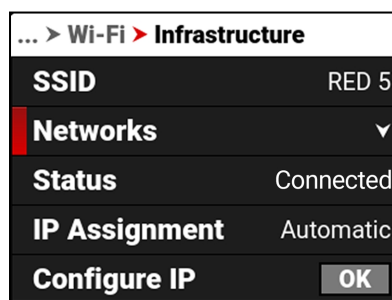 ... > Wi-Fi > Infrastructure
SSID RED 5
Networks
Status Connected
IP Assignment Automatic
Configure IP OK